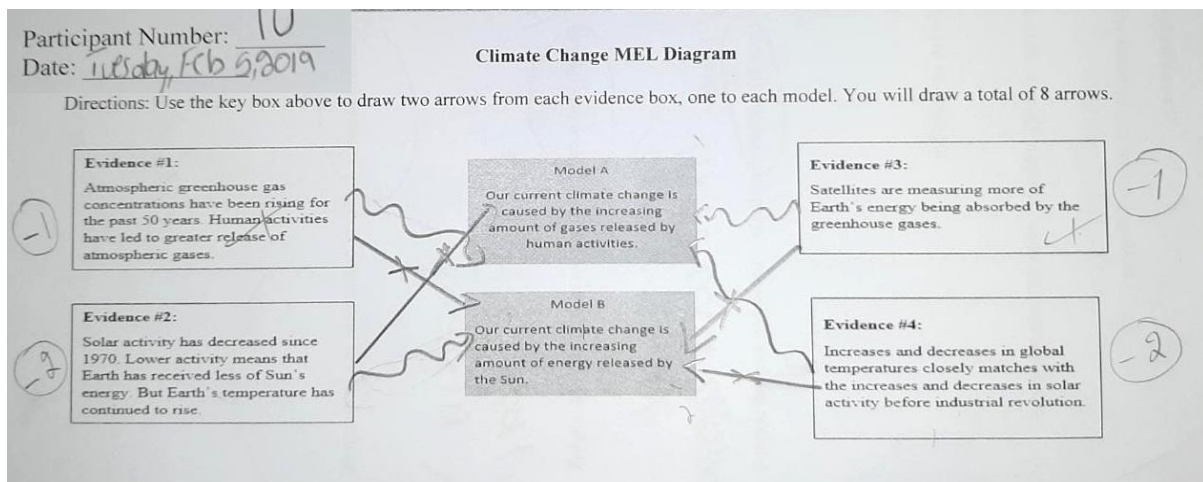 Participant Number: 10
Date: Tuesday, Feb 5, 2019
Climate Change MEL Diagram
Directions: Use the key box above to draw two arrows from each evidence box, one to each model. You will draw a total of 8 arrows.
Evidence #1:
Atmospheric greenhouse gas
concentrations have been rising for
the past 50 years. Human activities
have led to greater release of
atmospheric gases.
-1
Evidence #2:
Solar activity has decreased since
1970. Lower activity means that
Earth has received less of Sun's
energy. But Earth's temperature has
continued to rise.
-2
Model A
Our current climate change is
caused by the increasing
amount of gases released by
human activities.
Model B
Our current climate change is
caused by the increasing
amount of energy released by
the Sun.
Evidence #3:
Satellites are measuring more of
Earth's energy being absorbed by the
greenhouse gases.
-1
Evidence #4:
Increases and decreases in global
temperatures closely matches with
the increases and decreases in solar
activity before industrial revolution.
-2